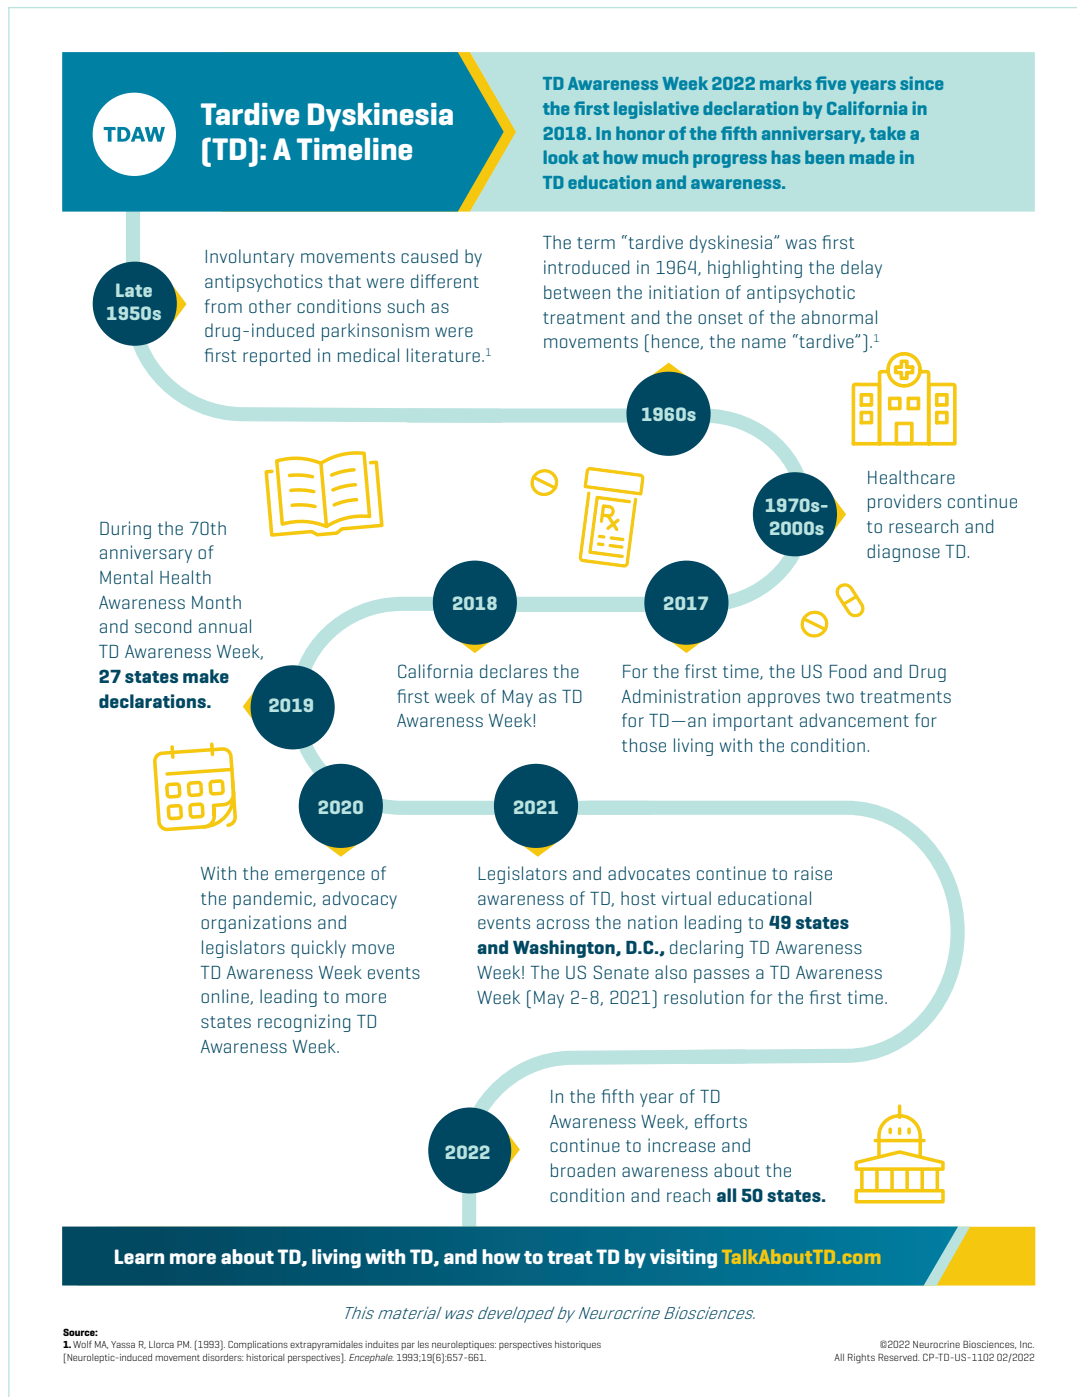 TDAW
Tardive Dyskinesia
(TD): A Timeline
TD Awareness Week 2022 marks five years since
the first legislative declaration by California in
2018. In honor of the fifth anniversary, take a
look at how much progress has been made in
TD education and awareness.
Late
1950s
Involuntary movements caused by
antipsychotics that were different
from other conditions such as
drug-induced parkinsonism were
first reported in medical literature.1
The term “tardive dyskinesia” was first
introduced in 1964, highlighting the delay
between the initiation of antipsychotic
treatment and the onset of the abnormal
movements (hence, the name “tardive”).1
1960s
1970s-
2000s
Healthcare
providers continue
to research and
diagnose TD.
Rx
2017
For the first time, the US Food and Drug
Administration approves two treatments
for TD—an important advancement for
those living with the condition.
2018
California declares the
first week of May as TD
Awareness Week!
During the 70th
anniversary of
Mental Health
Awareness Month
and second annual
TD Awareness Week,
27 states make
declarations.
2019
2020
With the emergence of
the pandemic, advocacy
organizations and
legislators quickly move
TD Awareness Week events
online, leading to more
states recognizing TD
Awareness Week.
2021
Legislators and advocates continue to raise
awareness of TD, host virtual educational
events across the nation leading to 49 states
and Washington, D.C., declaring TD Awareness
Week! The US Senate also passes a TD Awareness
Week (May 2-8, 2021) resolution for the first time.
2022
In the fifth year of TD
Awareness Week, efforts
continue to increase and
broaden awareness about the
condition and reach all 50 states.
Learn more about TD, living with TD, and how to treat TD by visiting TalkAboutTD.com
This material was developed by Neurocrine Biosciences.
Source:
1. Wolf MA, Yassa R, Llorca PM. (1993). Complications extrapyramidales induites par les neuroleptiques: perspectives historiques
[Neuroleptic-induced movement disorders: historical perspectives]. Encephale. 1993;19(6):657-661.
©2022 Neurocrine Biosciences, Inc.
All Rights Reserved. CP-TD-US-1102 02/2022